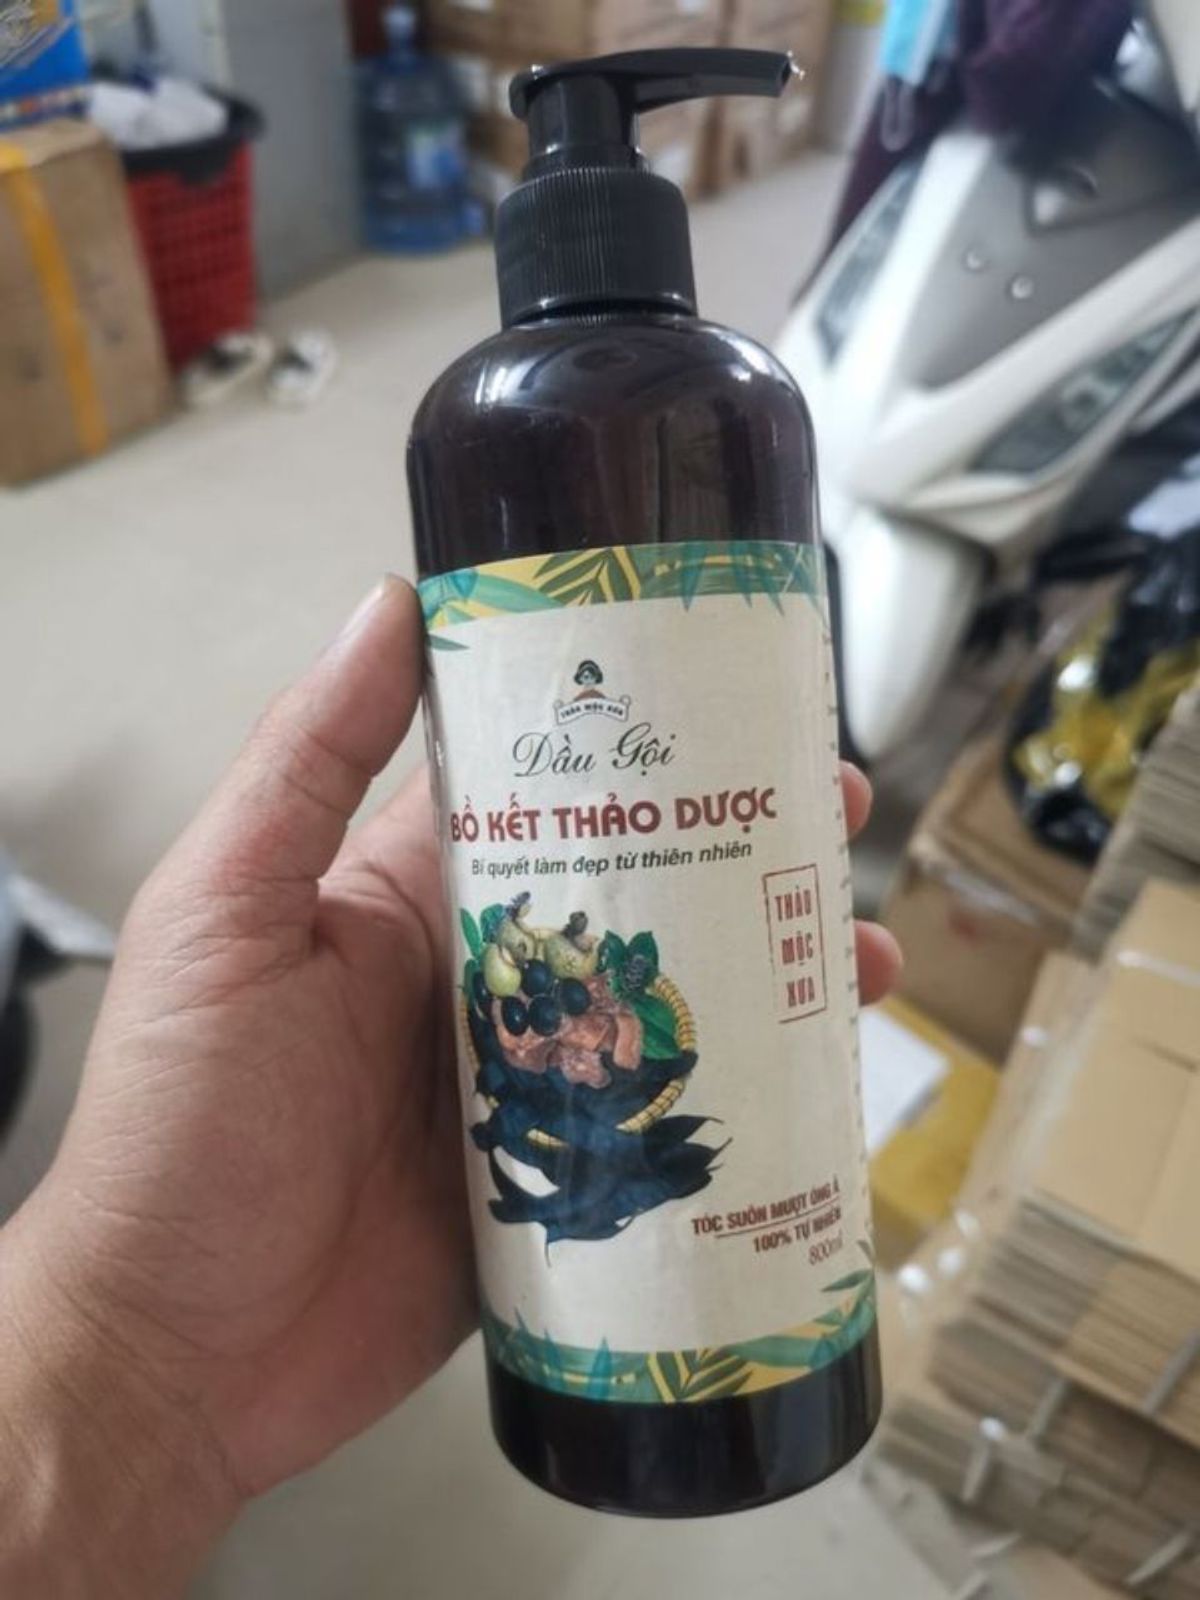 THẢO MỘC XƯA
Dầu Gội
BỒ KẾT THẢO DƯỢC
Bí quyết làm đẹp từ thiên nhiên
THẢO
MỘC
XƯA
TÓC SUÔN MƯỢT ÓNG Ả
100% TỰ NHIÊN
800ml